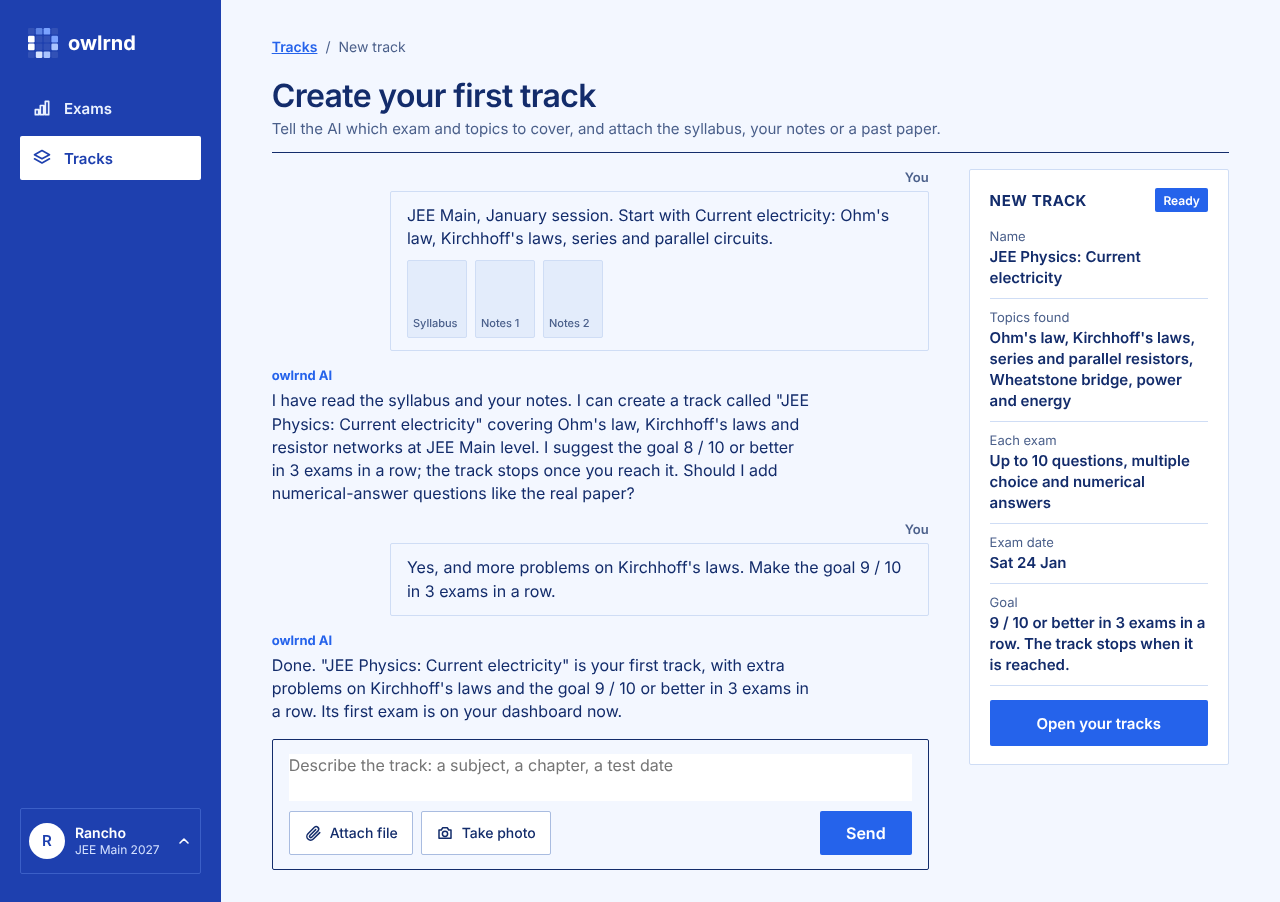 owlrnd
Exams
Tracks
R
Rancho
JEE Main 2027
Tracks / New track
Create your first track
Tell the AI which exam and topics to cover, and attach the syllabus, your notes or a past paper.
You
JEE Main, January session. Start with Current electricity: Ohm's
law, Kirchhoff's laws, series and parallel circuits.
Syllabus
Notes 1
Notes 2
owlrnd AI
I have read the syllabus and your notes. I can create a track called "JEE
Physics: Current electricity" covering Ohm's law, Kirchhoff's laws and
resistor networks at JEE Main level. I suggest the goal 8 / 10 or better
in 3 exams in a row; the track stops once you reach it. Should I add
numerical-answer questions like the real paper?
You
Yes, and more problems on Kirchhoff's laws. Make the goal 9 / 10
in 3 exams in a row.
owlrnd AI
Done. "JEE Physics: Current electricity" is your first track, with extra
problems on Kirchhoff's laws and the goal 9 / 10 or better in 3 exams in
a row. Its first exam is on your dashboard now.
Describe the track: a subject, a chapter, a test date
Attach file
Take photo
Send
NEW TRACK
Ready
Name
JEE Physics: Current
electricity
Topics found
Ohm's law, Kirchhoff's laws,
series and parallel resistors,
Wheatstone bridge, power
and energy
Each exam
Up to 10 questions, multiple
choice and numerical
answers
Exam date
Sat 24 Jan
Goal
9 / 10 or better in 3 exams in a
row. The track stops when it
is reached.
Open your tracks